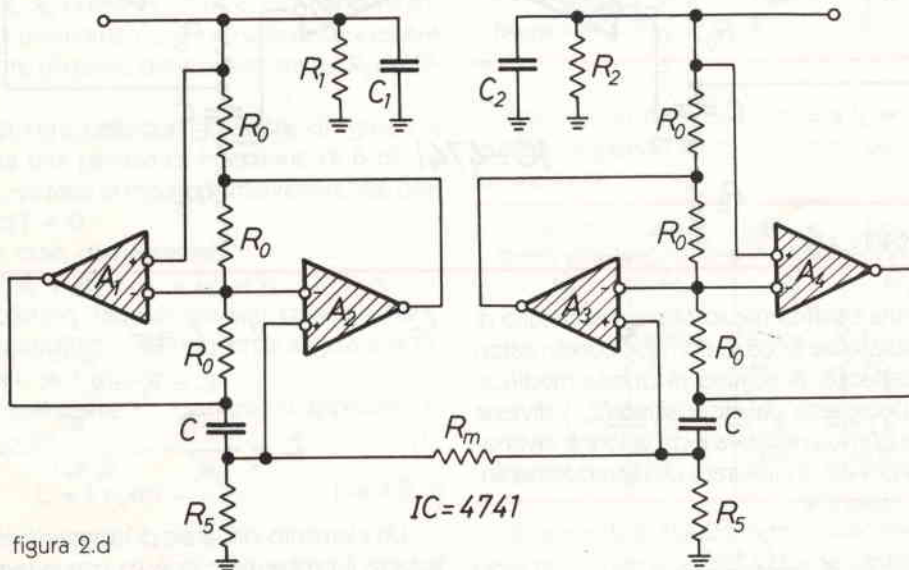 R1
C1
C2
R2
R0
R0
R0
R0
A1
+
-
-
+
A2
A3
-
+
+
-
A4
R0
R0
C
Rm
C
R5
IC=4741
R5
figura 2.d